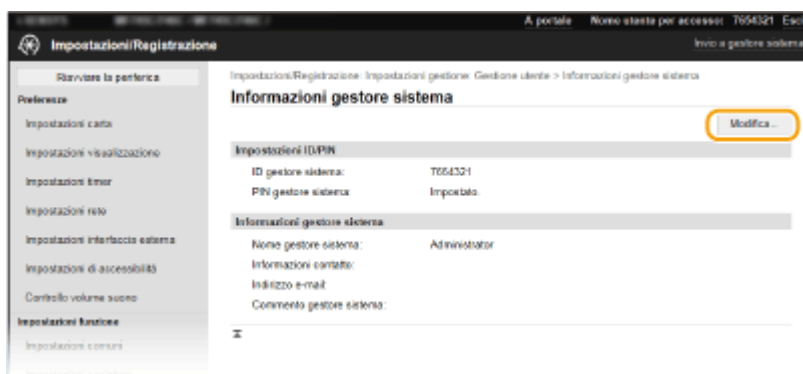 A portale Nome utente per accesso: 7654321 Esci
Impostazioni/Registrazione
Invio a gestore sistema
Riavviare la periferica
Impostazioni/Registrazione: Impostazioni gestione: Gestione utente > Informazioni gestore sistema
Preferenze
Informazioni gestore sistema
Impostazioni carta
Modifica...
Impostazioni visualizzazione
Impostazioni ID/PIN
Impostazioni timer
ID gestore sistema: 7654321
PIN gestore sistema: Impostato.
Impostazioni rete
Informazioni gestore sistema
Impostazioni interfaccia esterna
Nome gestore sistema: Administrator
Impostazioni di accessibilità
Informazioni contatto:
Indirizzo e-mail:
Controllo volume suono
Commento gestore sistema:
Impostazioni funzione
Impostazioni comuni